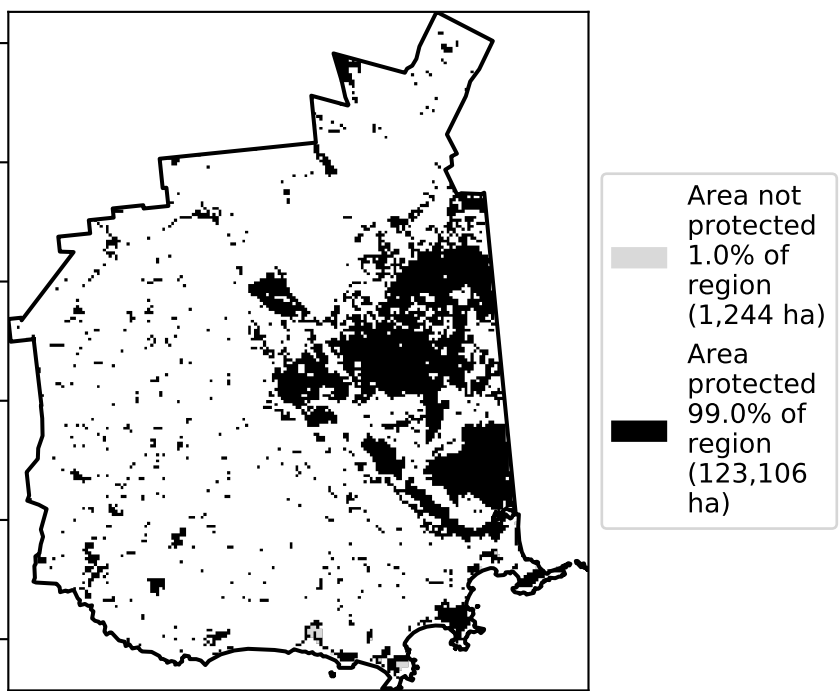 Area not
protected
1.0% of
region
(1,244 ha)
Area
protected
99.0% of
region
(123,106
ha)